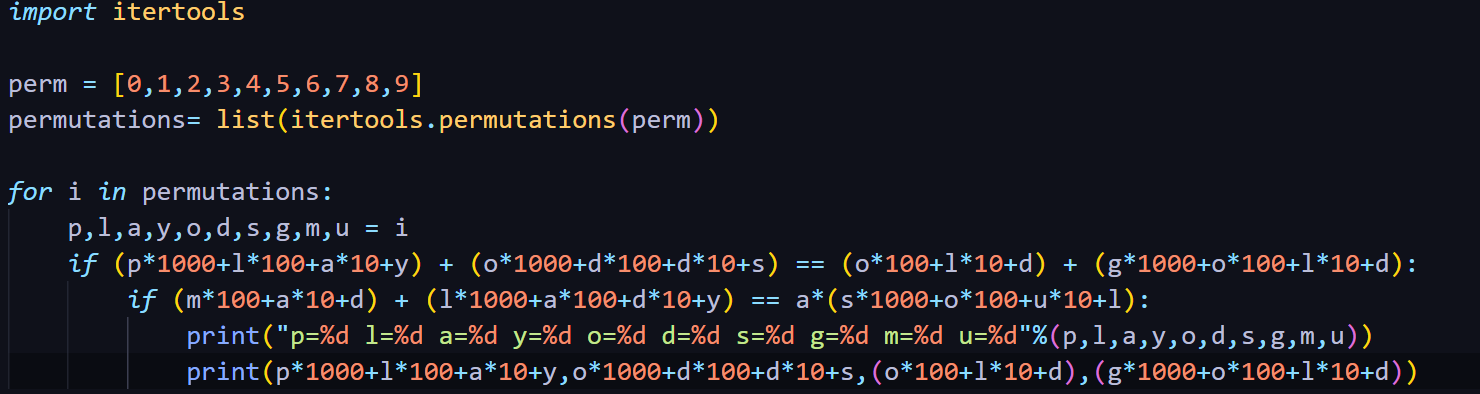 import itertools
perm = [0,1,2,3,4,5,6,7,8,9]
permutations= list(itertools.permutations(perm))
for i in permutations:
    p,l,a,y,o,d,s,g,m,u = i
    if (p*1000+l*100+a*10+y) + (o*1000+d*100+d*10+s) == (o*100+l*10+d) + (g*1000+o*100+l*10+d):
        if (m*100+a*10+d) + (l*1000+a*100+d*10+y) == a*(s*1000+o*100+u*10+l):
            print("p=%d l=%d a=%d y=%d o=%d d=%d s=%d g=%d m=%d u=%d"%(p,l,a,y,o,d,s,g,m,u))
            print(p*1000+l*100+a*10+y,o*1000+d*100+d*10+s,(o*100+l*10+d),(g*1000+o*100+l*10+d))